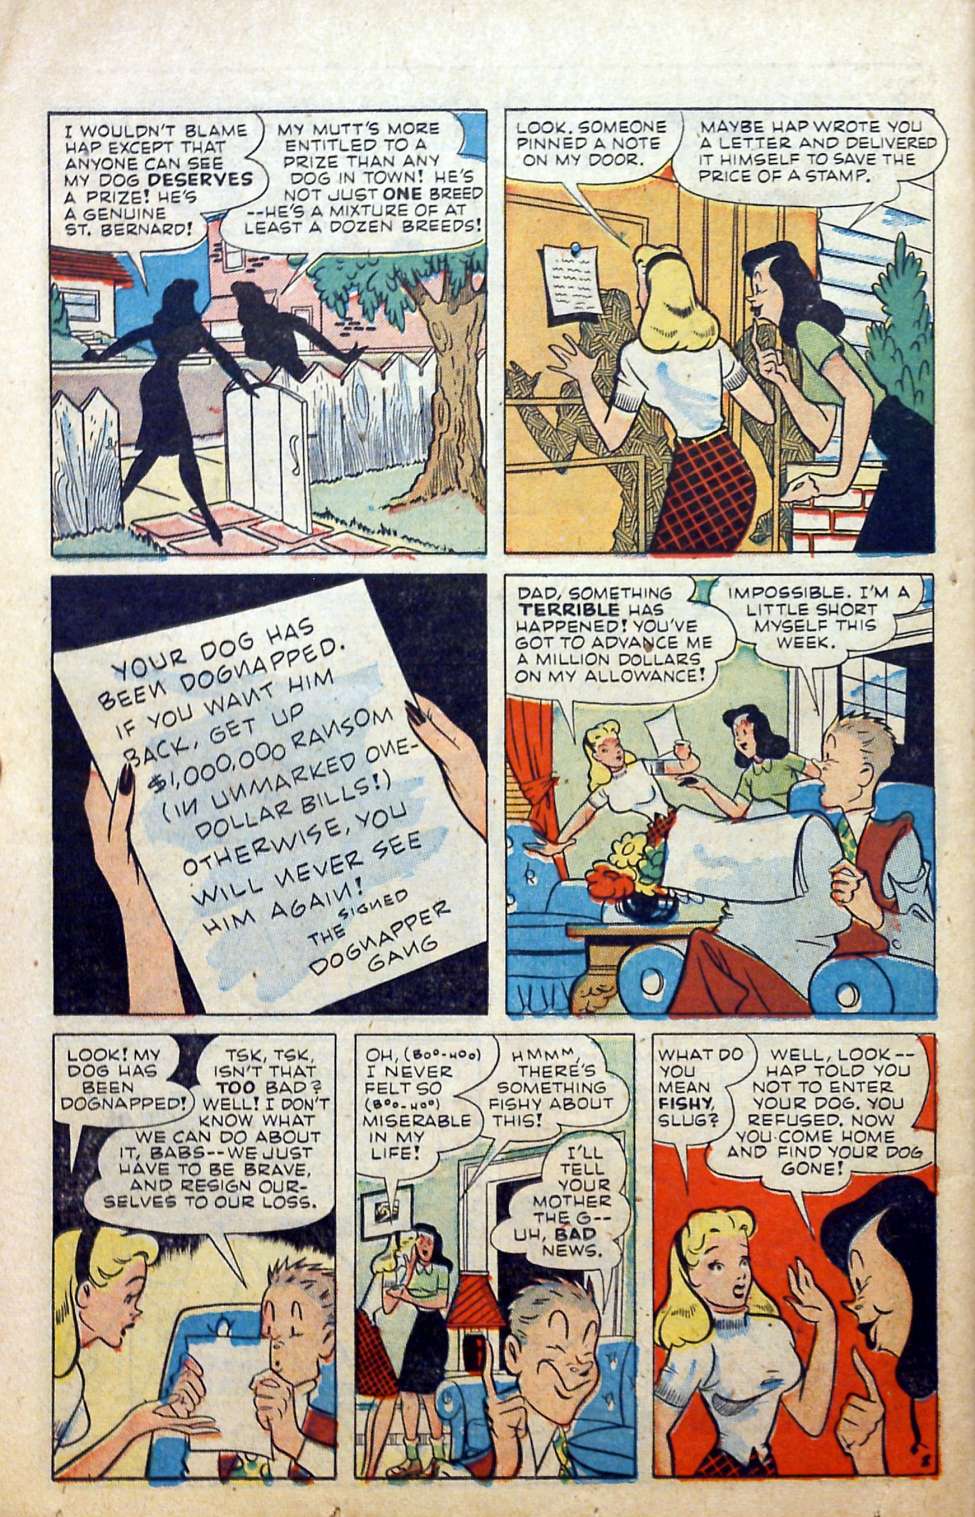 I WOULDN'T BLAME
HAP EXCEPT THAT
ANYONE CAN SEE
MY DOG DESERVES
A PRIZE! HE'S
A GENUINE
ST. BERNARD!
MY MUTT'S MORE
ENTITLED TO A
PRIZE THAN ANY
DOG IN TOWN! HE'S
NOT JUST ONE BREED
--HE'S A MIXTURE OF AT
LEAST A DOZEN BREEDS!
LOOK. SOMEONE
PINNED A NOTE
ON MY DOOR.
MAYBE HAP WROTE YOU
A LETTER AND DELIVERED
IT HIMSELF TO SAVE THE
PRICE OF A STAMP.
YOUR DOG HAS
BEEN DOGNAPPED.
IF YOU WANT HIM
BACK, GET UP
$1,000,000 RANSOM
(IN UNMARKED ONE-
DOLLAR BILLS!)
OTHERWISE, YOU
WILL NEVER SEE
HIM AGAIN!
SIGNED
THE
DOGNAPPER
GANG
DAD, SOMETHING
TERRIBLE HAS
HAPPENED! YOU'VE
GOT TO ADVANCE ME
A MILLION DOLLARS
ON MY ALLOWANCE!
IMPOSSIBLE. I'M A
LITTLE SHORT
MYSELF THIS
WEEK.
LOOK! MY
DOG HAS
BEEN
DOGNAPPED!
TSK, TSK,
ISN'T THAT
TOO BAD?
WELL! I DON'T
KNOW WHAT
WE CAN DO ABOUT
IT, BABS--WE JUST
HAVE TO BE BRAVE,
AND RESIGN OUR-
SELVES TO OUR LOSS.
OH, (BOO-HOO)
I NEVER
FELT SO
(BOO-HOO)
MISERABLE
IN MY
LIFE!
HMMM,
THERE'S
SOMETHING
FISHY ABOUT
THIS!
I'LL
TELL
YOUR
MOTHER
THE G--
UH, BAD
NEWS.
WHAT DO
YOU
MEAN
FISHY,
SLUG?
WELL, LOOK--
HAP TOLD YOU
NOT TO ENTER
YOUR DOG. YOU
REFUSED. NOW
YOU COME HOME
AND FIND YOUR DOG
GONE!